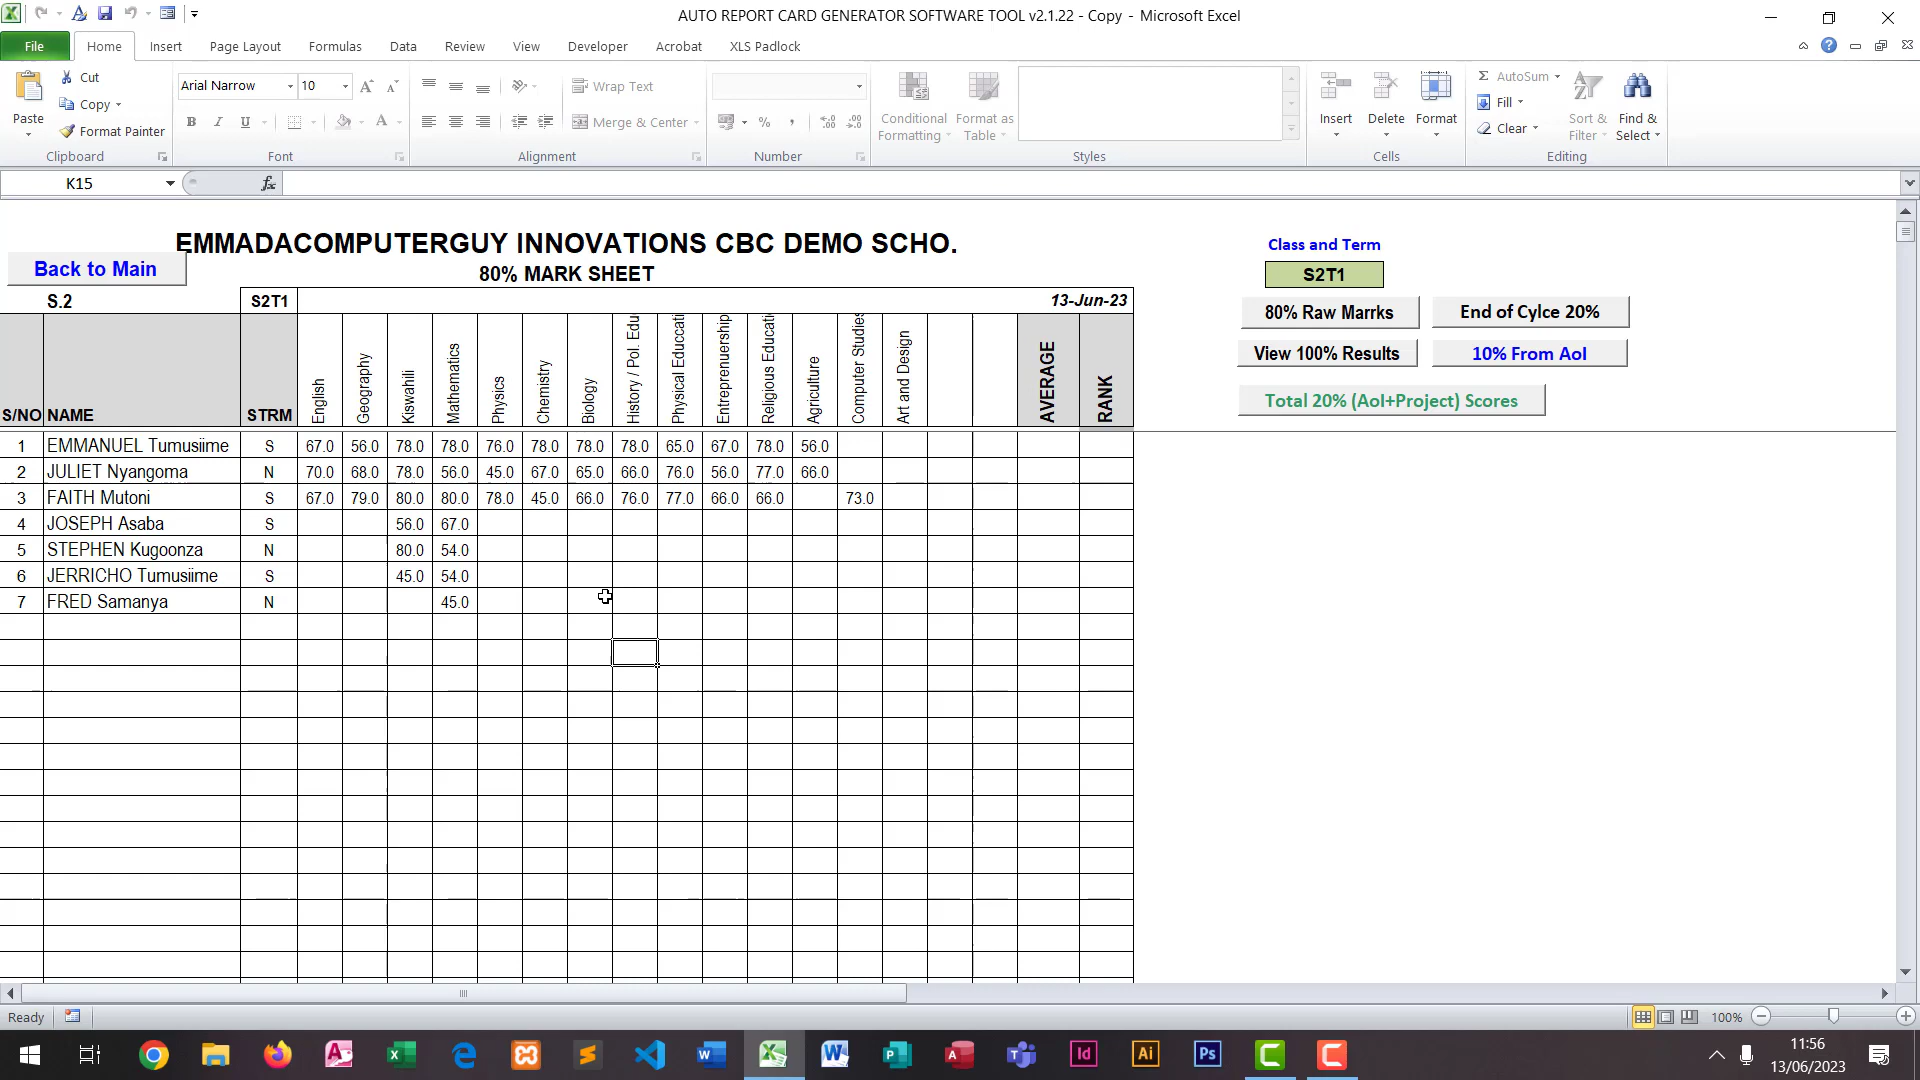 AUTO REPORT CARD GENERATOR SOFTWARE TOOL v2.1.22 - Copy - Microsoft Excel
File Home Insert Page Layout Formulas Data Review View Developer Acrobat XLS Padlock
Paste
Cut
Copy
Format Painter
Clipboard
Arial Narrow 10
B I U
Font
Wrap Text
Merge & Center
Alignment
Number
Conditional Formatting
Format as Table
Styles
Insert Delete Format
Cells
AutoSum
Fill
Clear
Sort & Filter
Find & Select
Editing
K15
fx
EMMADACOMPUTERGUY INNOVATIONS CBC DEMO SCHO.
Back to Main
80% MARK SHEET
S.2 S2T1 13-Jun-23
S/NO NAME STRM English Geography Kiswahili Mathematics Physics Chemistry Biology History / Pol. Edu Physical Educcati Entreprenuership Religious Educati Agriculture Computer Studies Art and Design AVERAGE RANK
1 EMMANUEL Tumusiime S 67.0 56.0 78.0 78.0 76.0 78.0 78.0 78.0 65.0 67.0 78.0 56.0
2 JULIET Nyangoma N 70.0 68.0 78.0 56.0 45.0 67.0 65.0 66.0 76.0 56.0 77.0 66.0
3 FAITH Mutoni S 67.0 79.0 80.0 80.0 78.0 45.0 66.0 76.0 77.0 66.0 66.0 73.0
4 JOSEPH Asaba S 56.0 67.0
5 STEPHEN Kugoonza N 80.0 54.0
6 JERRICHO Tumusiime S 45.0 54.0
7 FRED Samanya N 45.0
Class and Term
S2T1
80% Raw Marrks End of Cylce 20%
View 100% Results 10% From AoI
Total 20% (AoI+Project) Scores
Ready 100%
11:56
13/06/2023